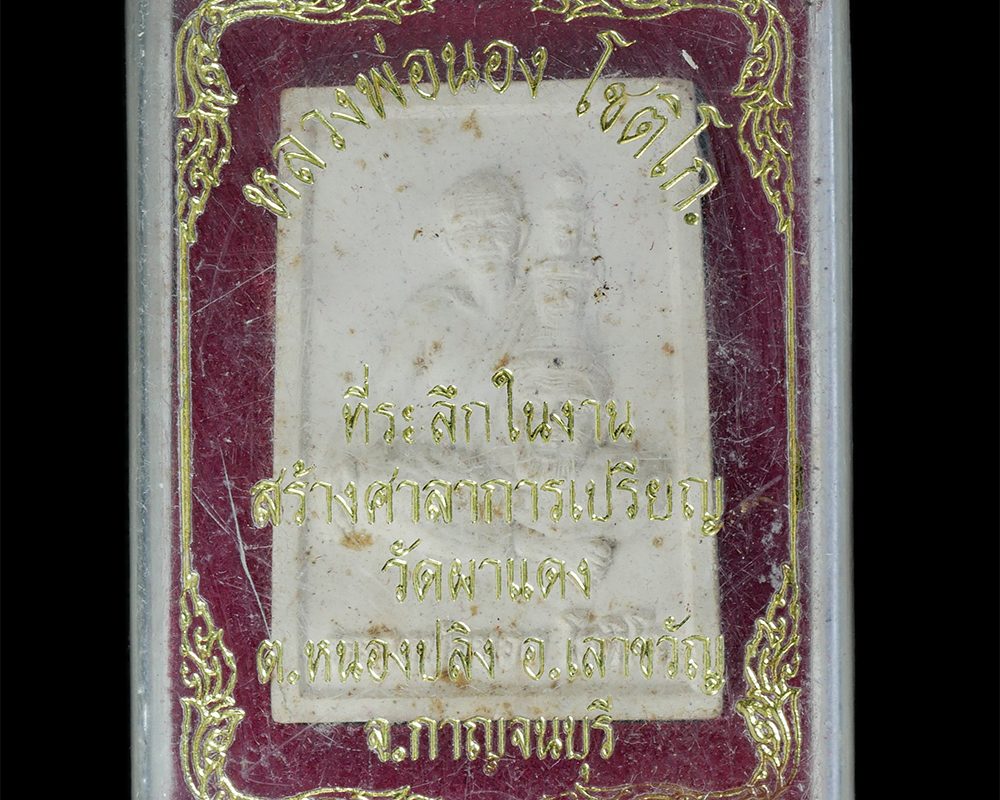 หลวงพ่อนอง โชติโก.
ที่ระลึกในงาน
สร้างศาลาการเปรียญ
วัดผาแดง
ต.หนองปลิง อ.เลาขวัญ
จ.กาญจนบุรี